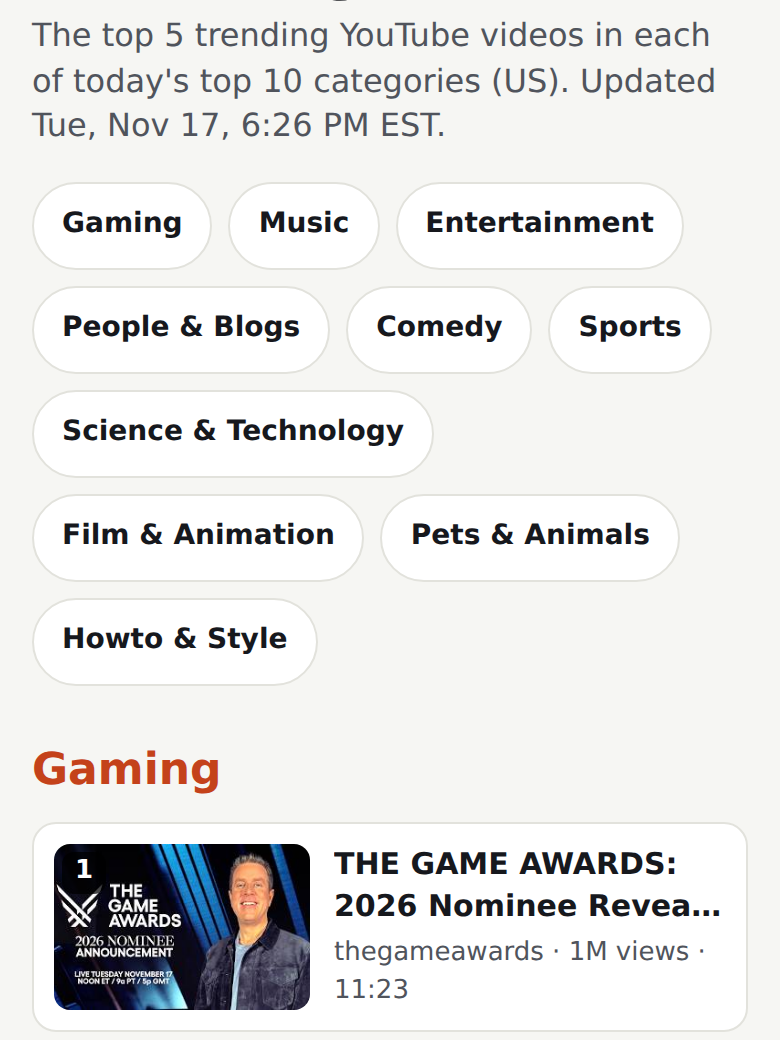 The top 5 trending YouTube videos in each
of today's top 10 categories (US). Updated
Tue, Nov 17, 6:26 PM EST.
Gaming
Music
Entertainment
People & Blogs
Comedy
Sports
Science & Technology
Film & Animation
Pets & Animals
Howto & Style
Gaming
1
THE
GAME
AWARDS
2026 NOMINEE
ANNOUNCEMENT
LIVE TUESDAY NOVEMBER 17
NOON ET / 9a PT / 5p GMT
THE GAME AWARDS:
2026 Nominee Revea…
thegameawards · 1M views ·
11:23